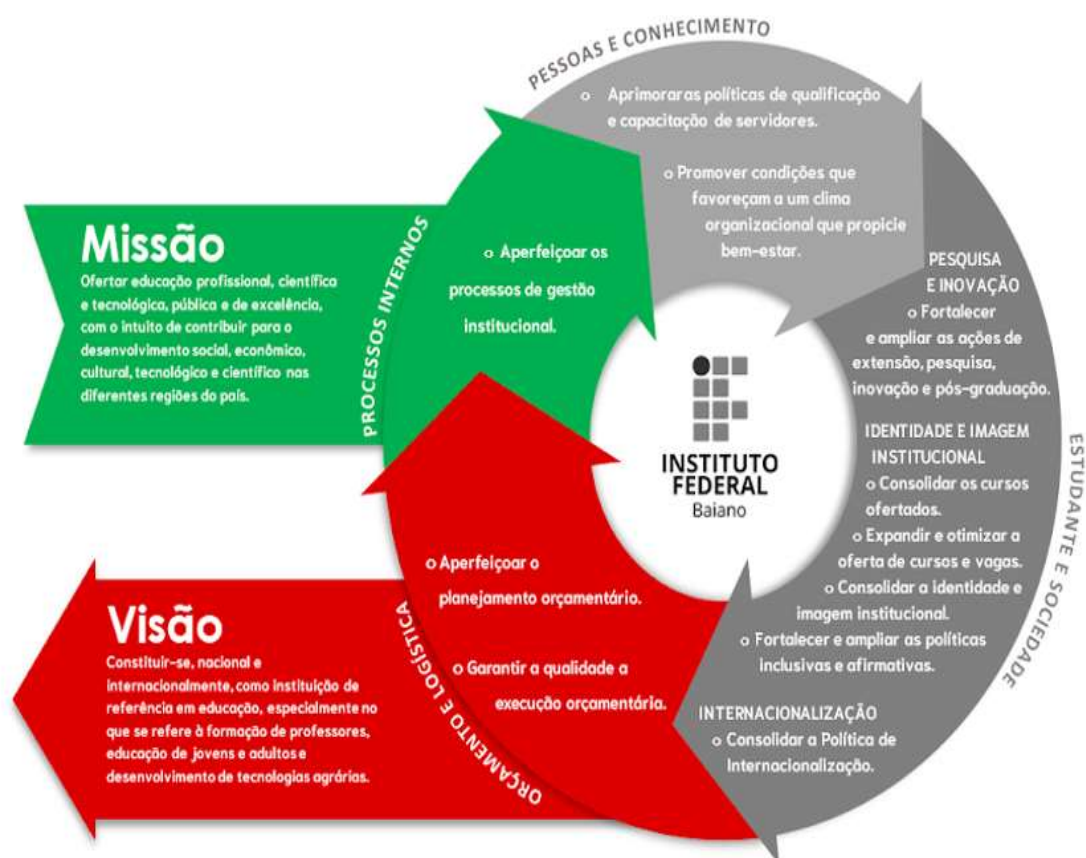 PESSOAS E CONHECIMENTO
o Aprimoraras políticas de qualificação
e capacitação de servidores.
o Promover condições que
favoreçam a um clima
organizacional que propicie
bem-estar.
Missão
Ofertar educação profissional, científica
e tecnológica, pública e de excelência,
com o intuito de contribuir para o
desenvolvimento social, econômico,
cultural, tecnológico e científico nas
diferentes regiões do país.
PROCESSOS INTERNOS
o Aperfeiçoar os
processos de gestão
institucional.
PESQUISA
E INOVAÇÃO
o Fortalecer
e ampliar as ações de
extensão, pesquisa,
inovação e pós-graduação.
IDENTIDADE E IMAGEM
INSTITUCIONAL
o Consolidar os cursos
ofertados.
o Expandir e otimizar a
oferta de cursos e vagas.
o Consolidar a identidade e
imagem institucional.
o Fortalecer e ampliar as políticas
inclusivas e afirmativas.
INTERNACIONALIZAÇÃO
o Consolidar a Política de
Internacionalização.
ESTUDANTE E SOCIEDADE
INSTITUTO
FEDERAL
Baiano
o Aperfeiçoar o
planejamento orçamentário.
o Garantir a qualidade a
execução orçamentária.
ORÇAMENTO E LOGÍSTICA
Visão
Constituir-se, nacional e
internacionalmente, como instituição de
referência em educação, especialmente no
que se refere à formação de professores,
educação de jovens e adultos e
desenvolvimento de tecnologias agrárias.